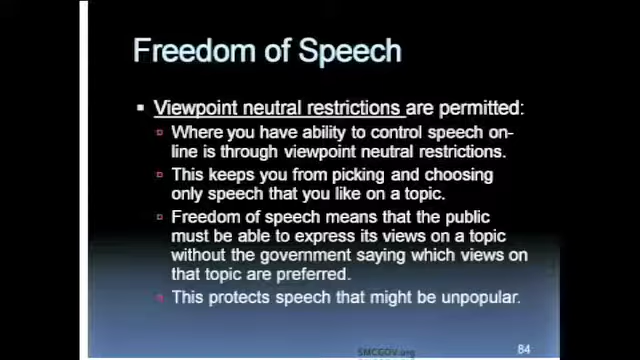 Freedom of Speech
Viewpoint neutral restrictions are permitted:
Where you have ability to control speech on-
line is through viewpoint neutral restrictions.
This keeps you from picking and choosing
only speech that you like on a topic.
Freedom of speech means that the public
must be able to express its views on a topic
without the government saying which views on
that topic are preferred.
This protects speech that might be unpopular.
SMCGOV.org
84